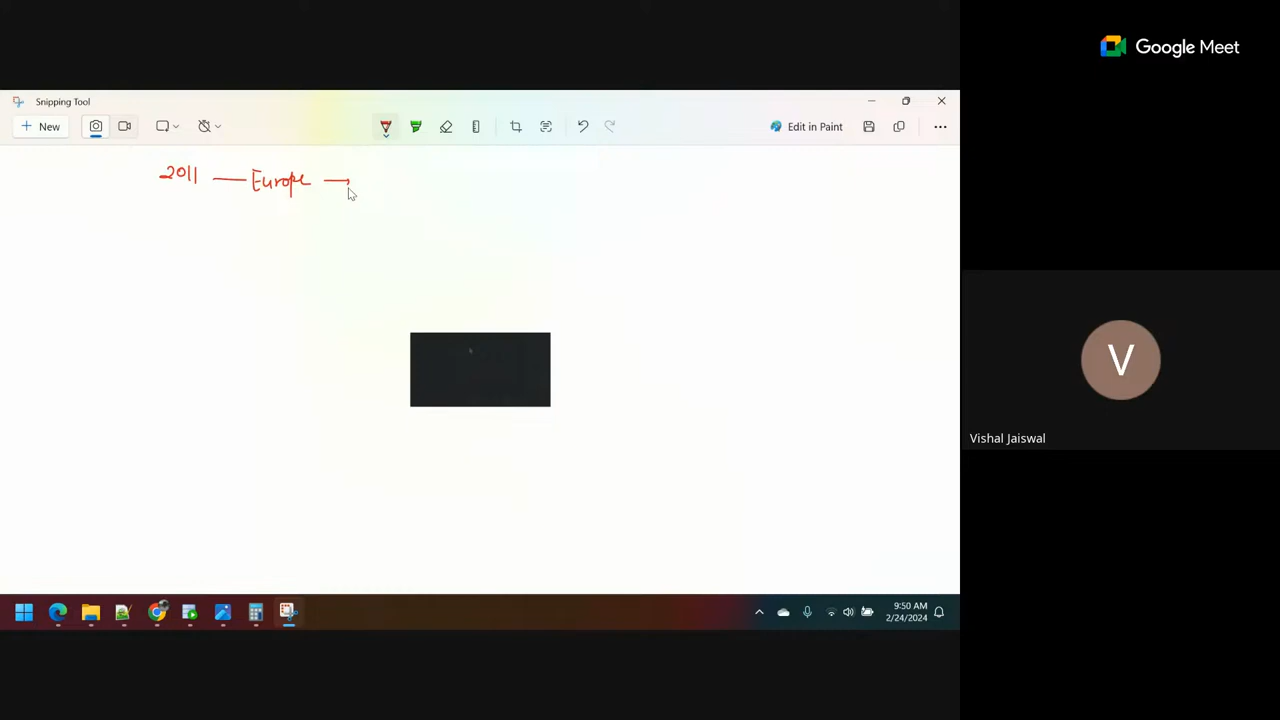 Google Meet
Snipping Tool
New
Edit in Paint
2011 — Europe →
V
Vishal Jaiswal
9:50 AM
2/24/2024